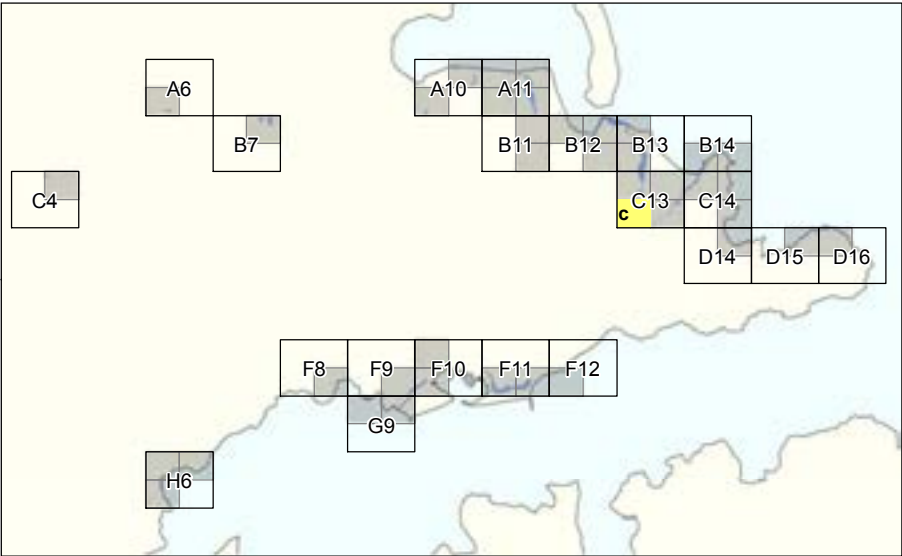 A6 A10 A11
B7 B11 B12 B13 B14
C4 C13 C14
c
D14 D15 D16
F8 F9 F10 F11 F12
G9
H6